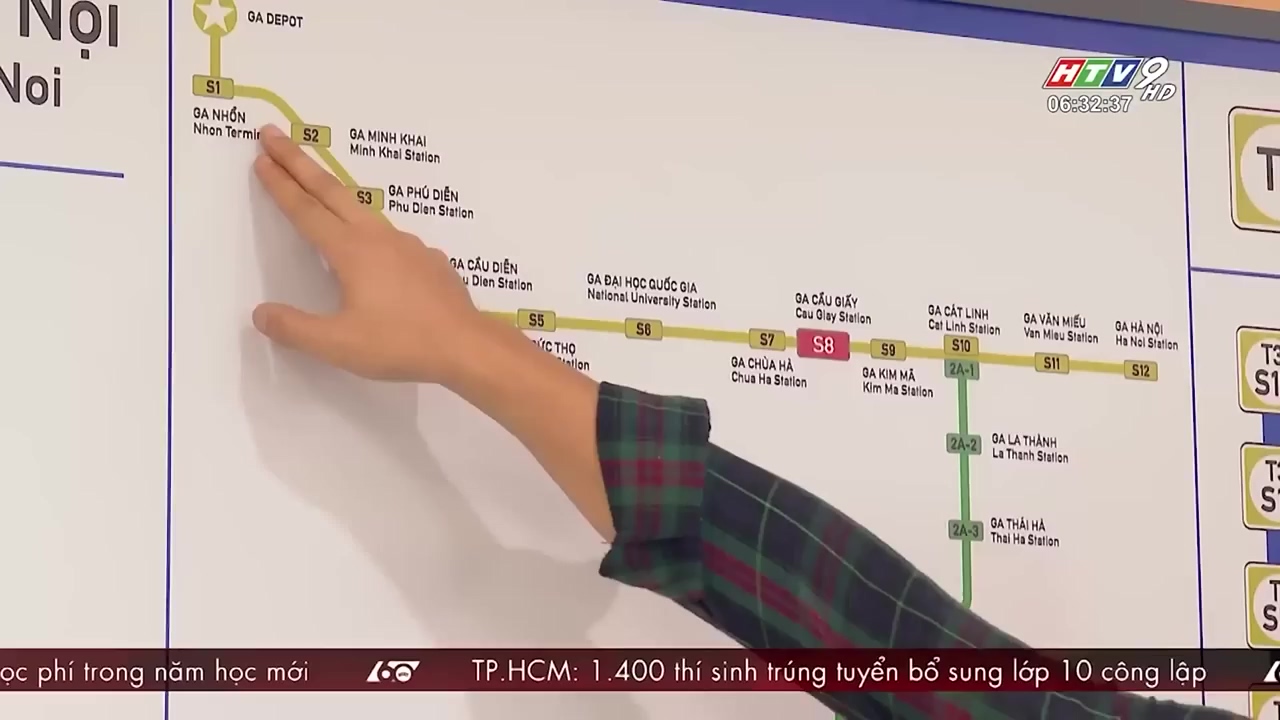 Nội
Noi
GA DEPOT
HTV9
HD
06:32:37
S1
GA NHỔN
Nhon
S2
GA MINH KHAI
Minh Khai Station
S3
GA PHÚ DIỄN
Phu Dien Station
GA CẦU DIỄN
Dien Station
S5
ĐỨC THỌ
GA ĐẠI HỌC QUỐC GIA
National University Station
S6
S7
GA CHÙA HÀ
Chua Ha Station
GA CẦU GIẤY
Cau Giay Station
S8
S9
GA KIM MÃ
Kim Ma Station
GA CÁT LINH
Cat Linh Station
S10
2A-1
GA VĂN MIẾU
Van Mieu Station
S11
GA HÀ NỘI
Ha Noi Station
S12
2A-2
GA LA THÀNH
La Thanh Station
2A-3
GA THÁI HÀ
Thai Ha Station
phí trong năm học mới
60
TP.HCM: 1.400 thí sinh trúng tuyển bổ sung lớp 10 công lập